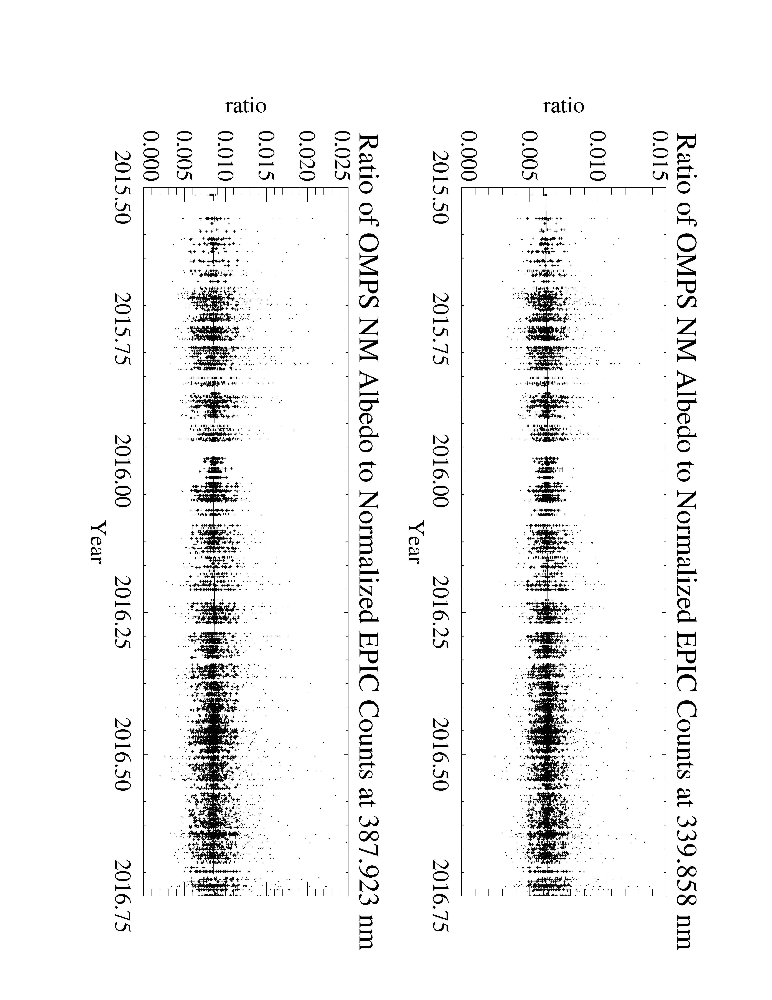 Ratio of OMPS NM Albedo to Normalized EPIC Counts at 339.858 nm
0.015
0.010
ratio
0.005
0.000
2015.50 2015.75 2016.00 2016.25 2016.50 2016.75
Year
Ratio of OMPS NM Albedo to Normalized EPIC Counts at 387.923 nm
0.025
0.020
0.015
ratio
0.010
0.005
0.000
2015.50 2015.75 2016.00 2016.25 2016.50 2016.75
Year